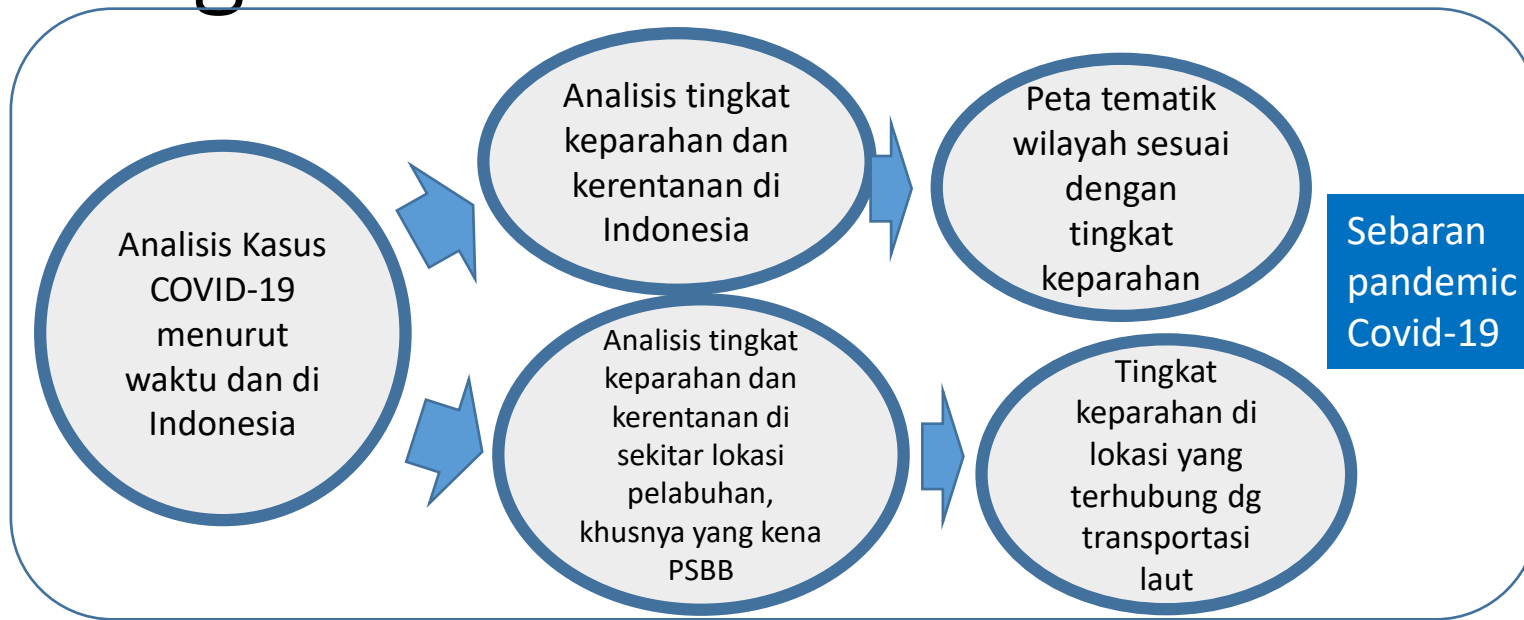 Analisis Kasus
COVID-19
menurut
waktu dan di
Indonesia
Analisis tingkat
keparahan dan
kerentanan di
Indonesia
Peta tematik
wilayah sesuai
dengan
tingkat
keparahan
Analisis tingkat
keparahan dan
kerentanan di
sekitar lokasi
pelabuhan,
khusnya yang kena
PSBB
Tingkat
keparahan di
lokasi yang
terhubung dg
transportasi
laut
Sebaran
pandemic
Covid-19